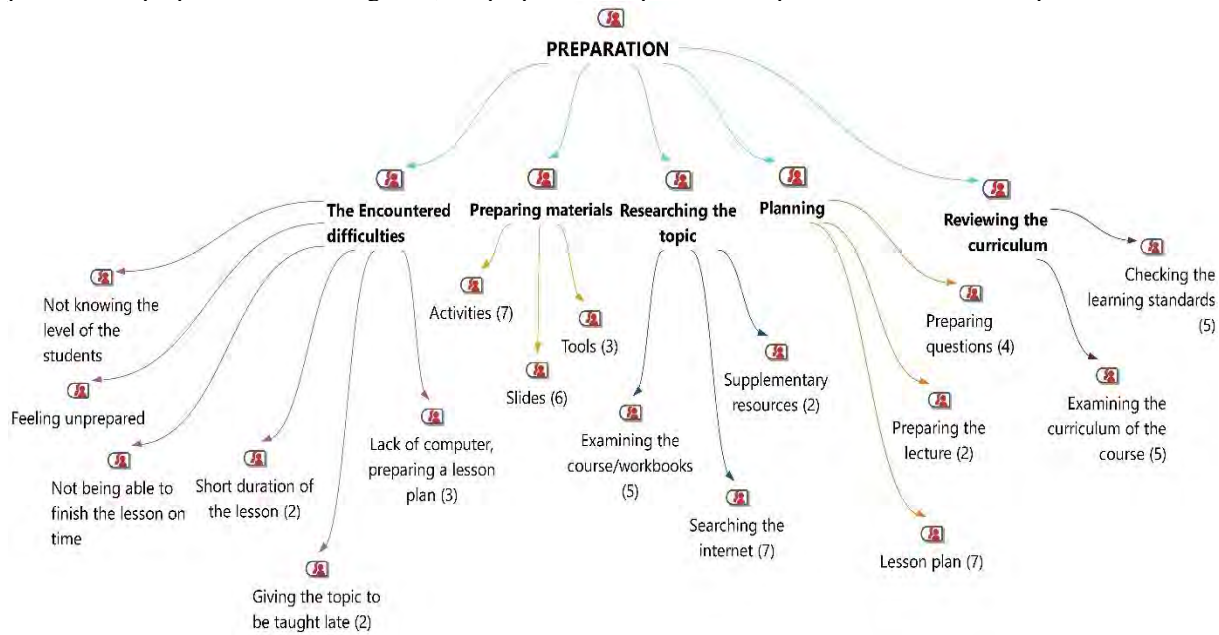 PREPARATION
The Encountered
difficulties
Preparing materials
Researching the
topic
Planning
Reviewing the
curriculum
Not knowing the
level of the
students
Feeling unprepared
Not being able to
finish the lesson on
time
Short duration of
the lesson (2)
Giving the topic to
be taught late (2)
Lack of computer,
preparing a lesson
plan (3)
Activities (7)
Slides (6)
Tools (3)
Examining the
course/workbooks
(5)
Searching the
internet (7)
Supplementary
resources (2)
Preparing
questions (4)
Preparing the
lecture (2)
Lesson plan (7)
Checking the
learning standards
(5)
Examining the
curriculum of the
course (5)